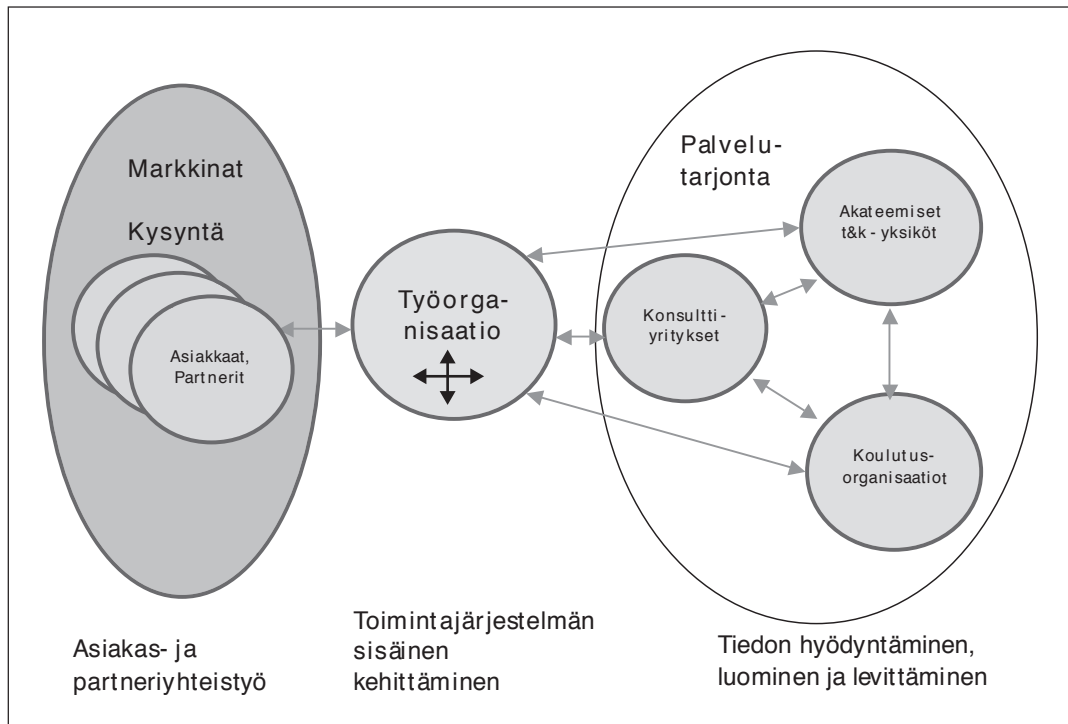 Markkinat
Kysyntä
Asiakkaat,
Partnerit
Työorga-
nisaatio
Palvelu-
tarjonta
Akateemiset
t&k - yksiköt
Konsultti-
yritykset
Koulutus-
organisaatiot
Asiakas- ja
partneriyhteistyö
Toimintajärjestelmän
sisäinen
kehittäminen
Tiedon hyödyntäminen,
luominen ja levittäminen